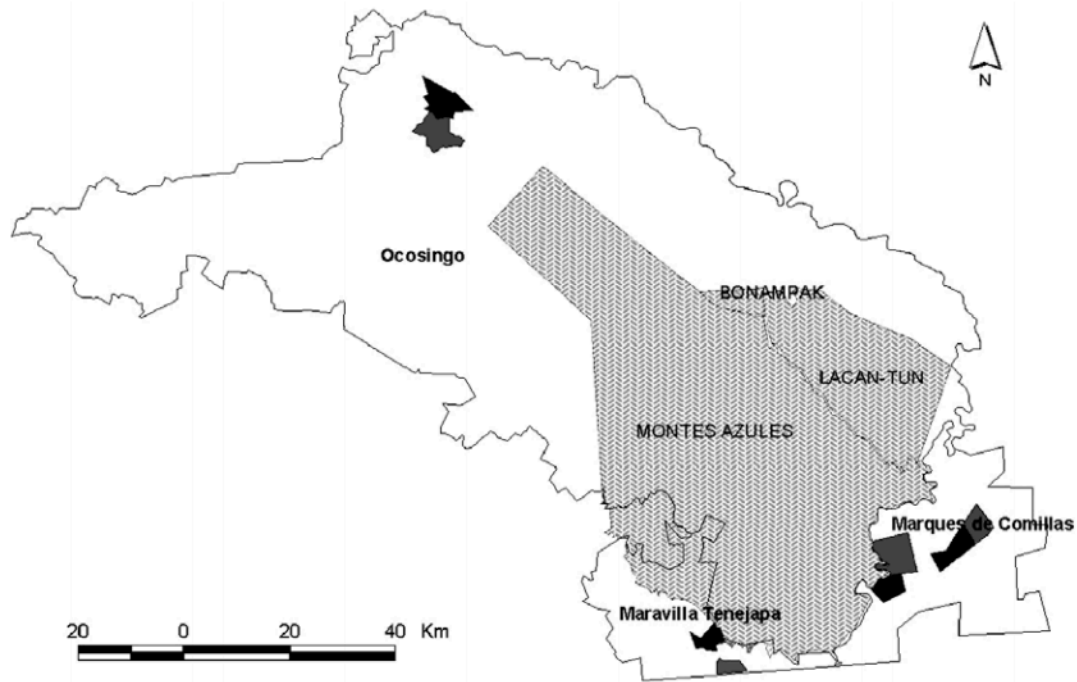 N
Ocosingo
BONAMPAK
LACAN-TUN
MONTES AZULES
Marques de Comillas
Maravilla Tenejapa
20 0 20 40 Km